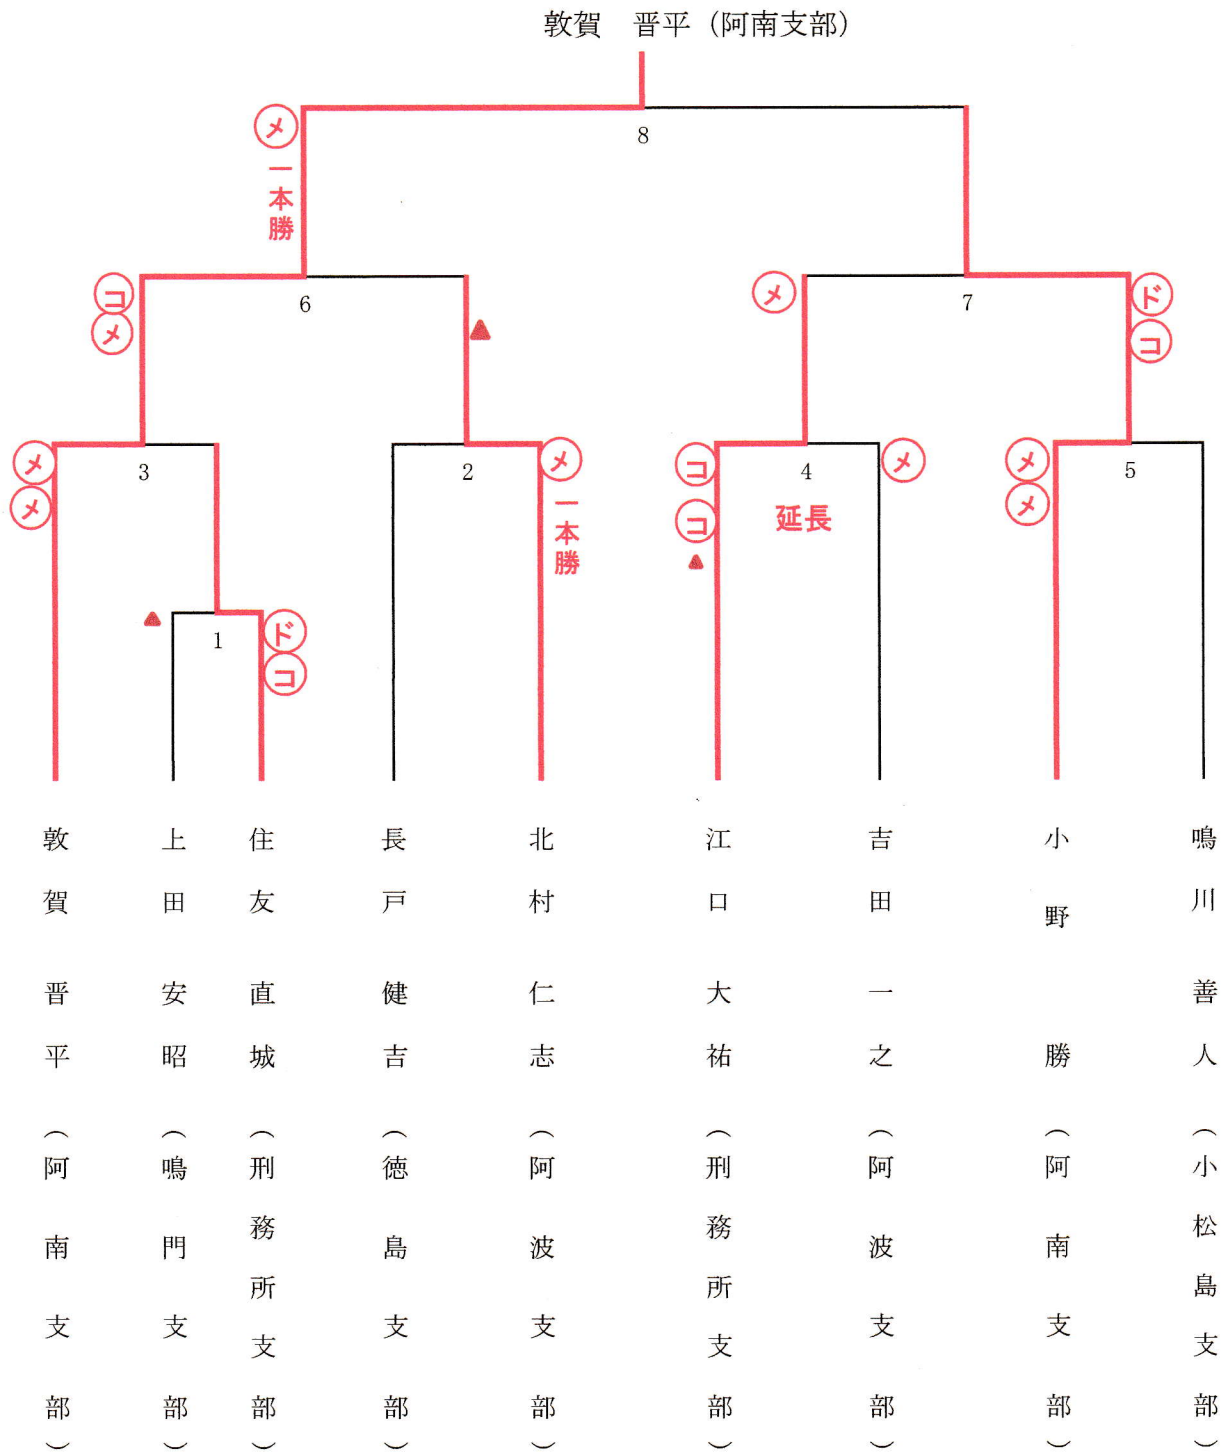 敦賀　晋平（阿南支部）
メ
8
一本勝
コ
メ
6
▲
メ
7
ド
コ
メ
メ
3
2
メ
一本勝
コ
コ
▲
4
延長
メ
メ
メ
5
▲
1
ド
コ
敦賀晋平（阿南支部）
上田安昭（鳴門支部）
住友直城（刑務所支部）
長戸健吉（徳島支部）
北村仁志（阿波支部）
江口大祐（刑務所支部）
吉田一之（阿波支部）
小野勝（阿南支部）
鳴川善人（小松島支部）